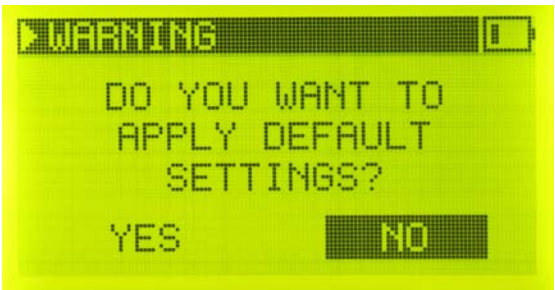 WARNING
DO YOU WANT TO
APPLY DEFAULT
SETTINGS?
YES NO